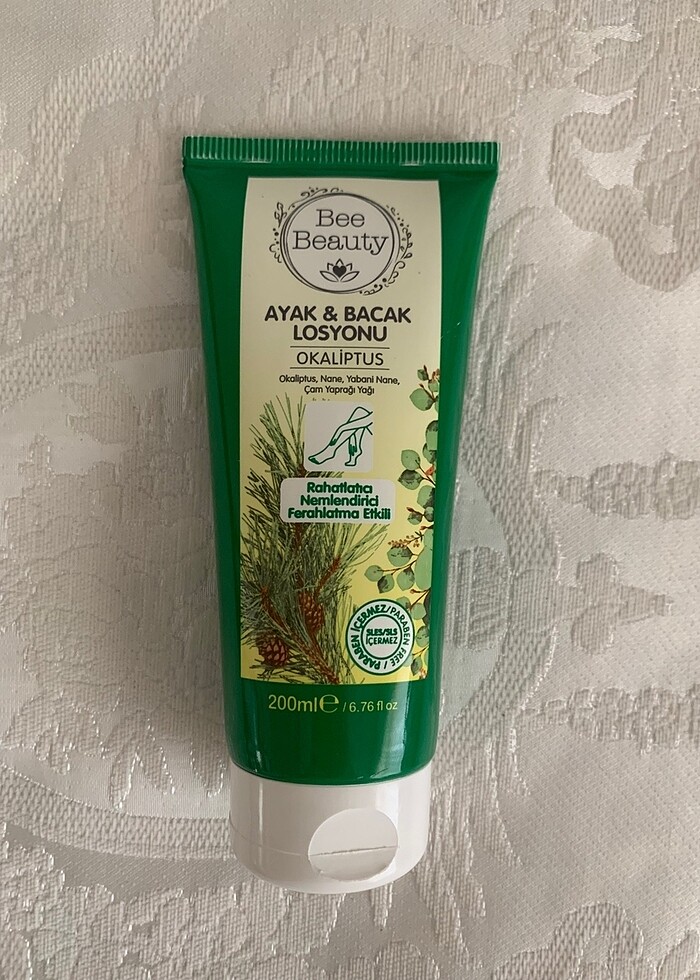 Bee
Beauty
AYAK & BACAK
LOSYONU
OKALİPTUS
Okaliptus, Nane, Yabani Nane,
Çam Yaprağı Yağı
Rahatlatıcı
Nemlendirici
Ferahlatma Etkili
PARABEN İÇERMEZ/PARABEN FREE /
SLES/SLS
İÇERMEZ
200ml℮ / 6.76 fl oz